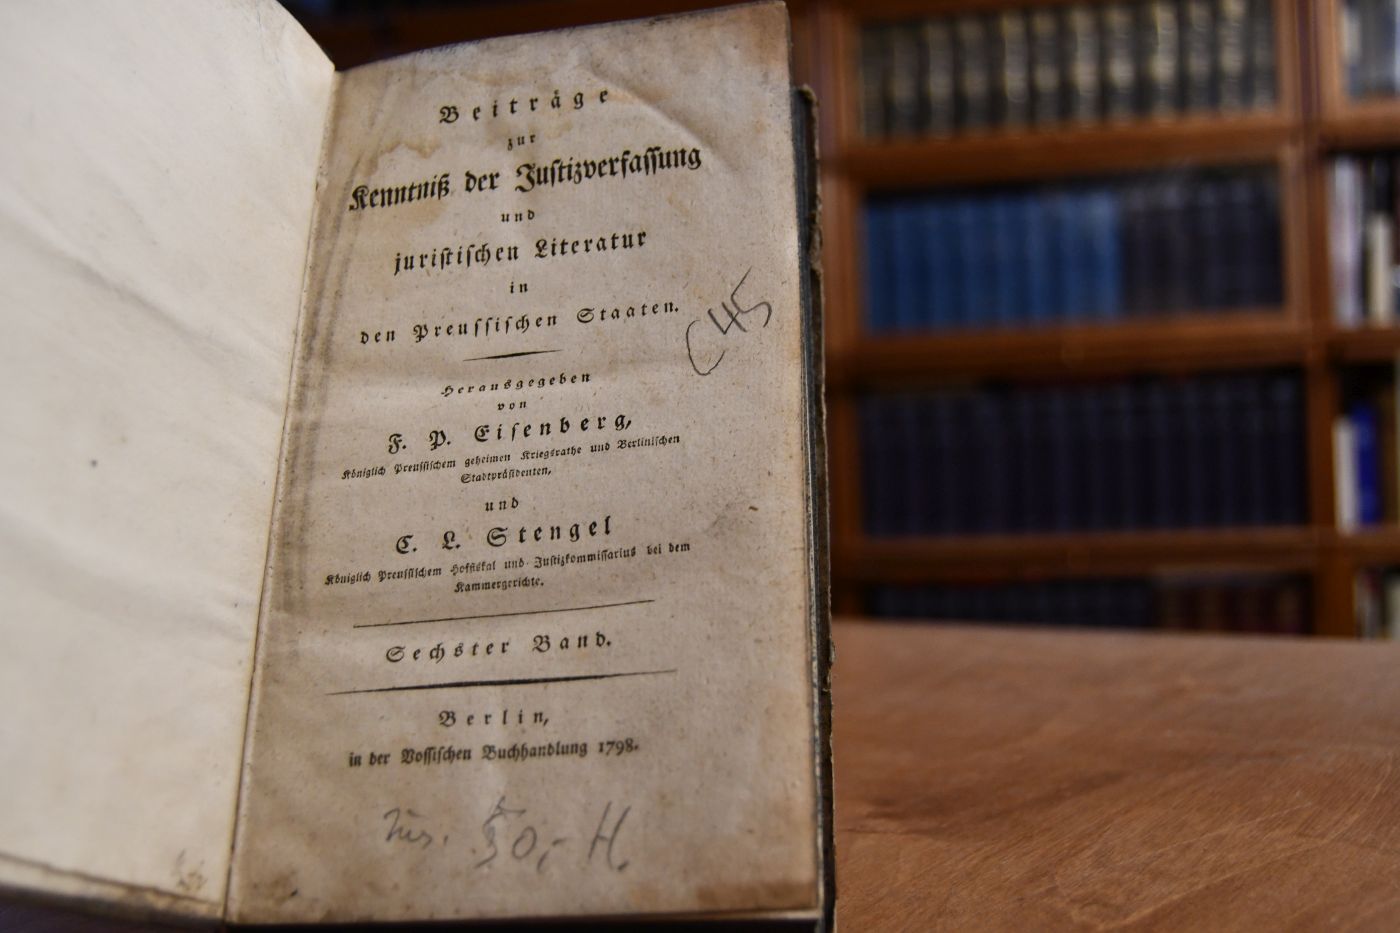 Beiträge
zur
Kenntniß der Juſtizverfaſſung
und
juriſtiſchen Literatur
in
den Preuſſiſchen Staaten.
C45
Herausgegeben
von
F. P. Eiſenberg,
Königlich Preuſſiſchem geheimen Kriegsrathe und Berliniſchen
Stadtpräſidenten,
und
C. L. Stengel
Königlich Preuſſiſchem Hoffiskal und Juſtizkommiſſarius bei dem
Kammergerichte.
Sechster Band.
Berlin,
in der Voſſiſchen Buchhandlung 1798.
H.